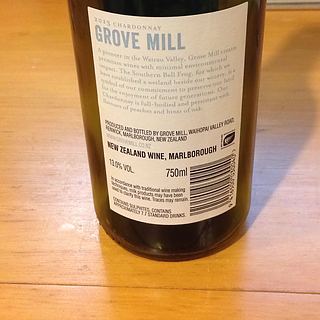 2013 CHARDONNAY
GROVE MILL
A pioneer in the Wairau Valley, Grove Mill creates
premium wines with minimal environmental
impact. The Southern Bell Frog, for which we
have established a wetland beside our winery, is a
symbol of our commitment to preserve our land
for the enjoyment of future generations. Our
Chardonnay is full-bodied and persistent with
flavours of peaches and hints of oak.
PRODUCED AND BOTTLED BY GROVE MILL, WAIHOPAI VALLEY ROAD,
RENWICK, MARLBOROUGH, NEW ZEALAND
NEW ZEALAND WINE, MARLBOROUGH
13.0% VOL. 750ml
In accordance with traditional wine making
techniques, milk products may have been
used to clarify this wine. Traces may remain.
CONTAINS SULPHITES. CONTAINS
APPROXIMATELY 7.7 STANDARD DRINKS.